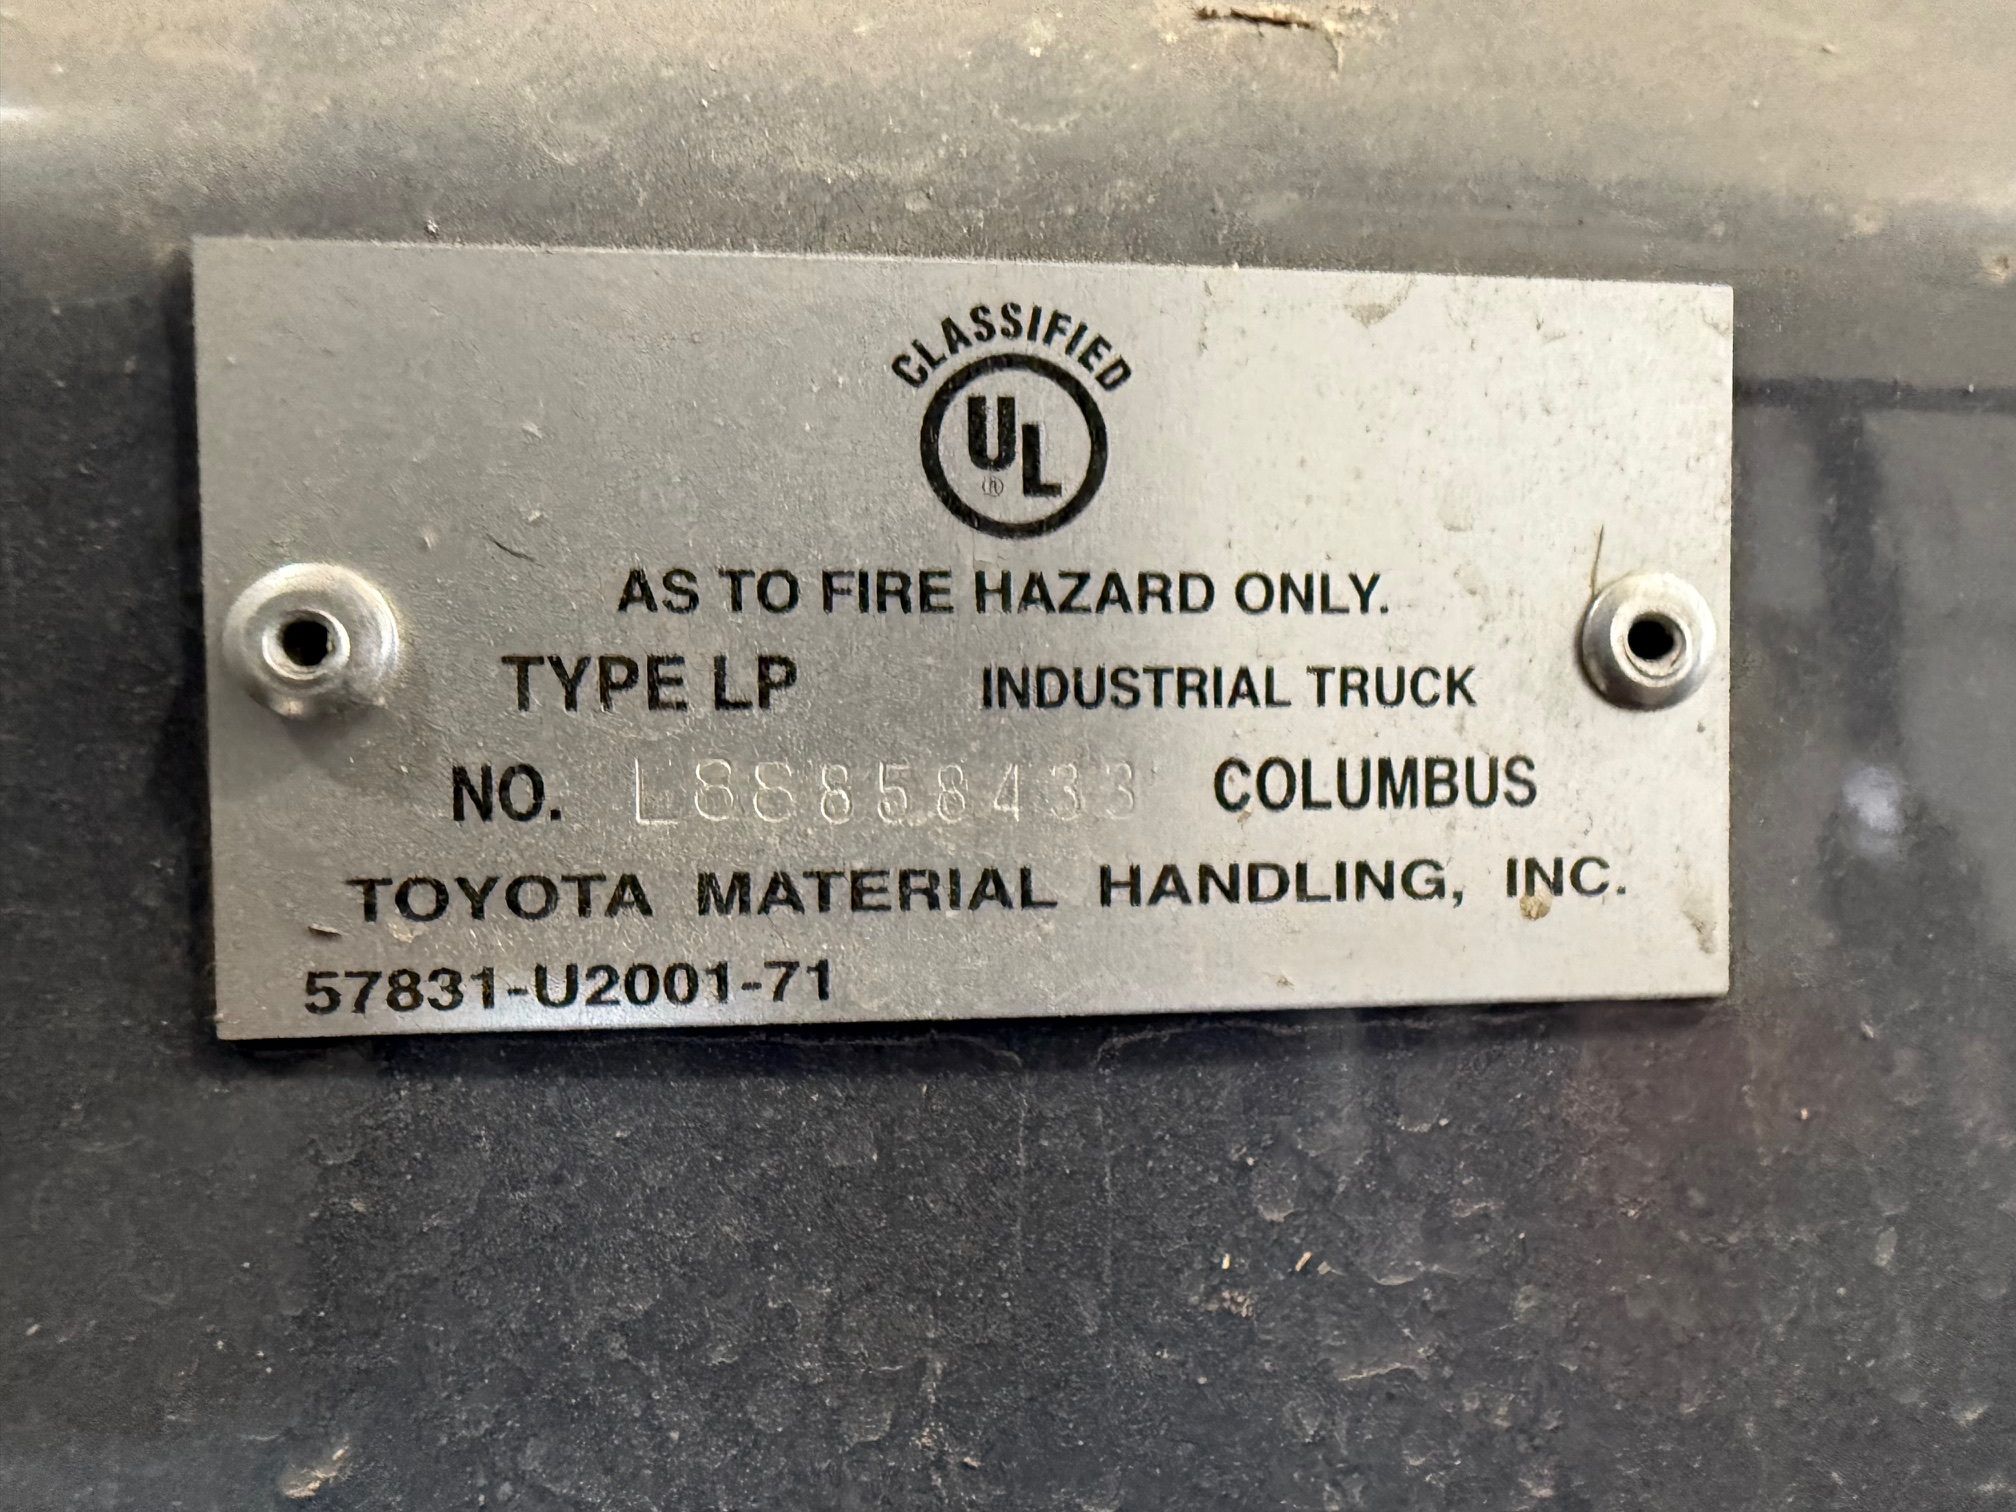 CLASSIFIED
UL
®
AS TO FIRE HAZARD ONLY.
TYPE LP INDUSTRIAL TRUCK
NO. L88858433 COLUMBUS
TOYOTA MATERIAL HANDLING, INC.
57831-U2001-71